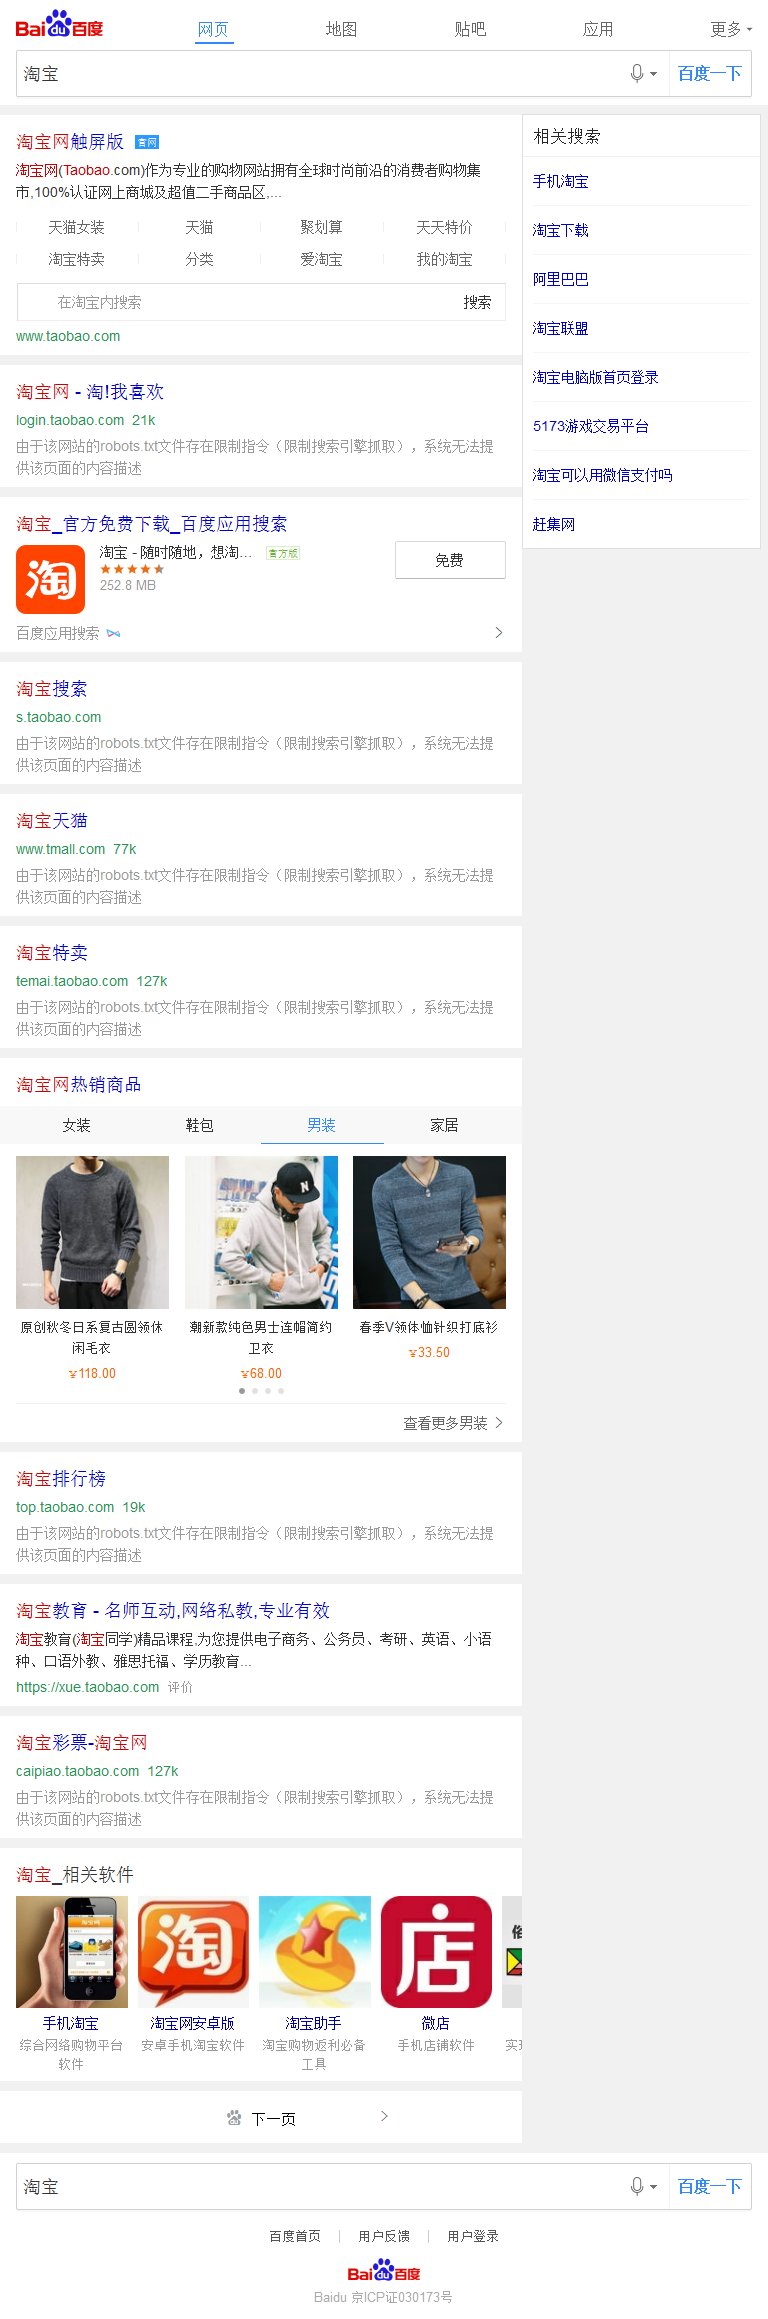 Baidu百度
网页 地图 贴吧 应用 更多
淘宝 百度一下
淘宝网触屏版 官网
淘宝网(Taobao.com)作为专业的购物网站拥有全球时尚前沿的消费者购物集
市,100%认证网上商城及超值二手商品区,...
天猫女装 天猫 聚划算 天天特价
淘宝特卖 分类 爱淘宝 我的淘宝
在淘宝内搜索 搜索
www.taobao.com
淘宝网 - 淘!我喜欢
login.taobao.com 21k
由于该网站的robots.txt文件存在限制指令（限制搜索引擎抓取），系统无法提
供该页面的内容描述
淘宝_官方免费下载_百度应用搜索
淘
淘宝 - 随时随地，想淘... 官方版
252.8 MB
免费
百度应用搜索
淘宝搜索
s.taobao.com
由于该网站的robots.txt文件存在限制指令（限制搜索引擎抓取），系统无法提
供该页面的内容描述
淘宝天猫
www.tmall.com 77k
由于该网站的robots.txt文件存在限制指令（限制搜索引擎抓取），系统无法提
供该页面的内容描述
淘宝特卖
temai.taobao.com 127k
由于该网站的robots.txt文件存在限制指令（限制搜索引擎抓取），系统无法提
供该页面的内容描述
淘宝网热销商品
女装 鞋包 男装 家居
原创秋冬日系复古圆领休
闲毛衣
¥118.00
潮新款纯色男士连帽简约
卫衣
¥68.00
春季V领体恤针织打底衫
¥33.50
查看更多男装
淘宝排行榜
top.taobao.com 19k
由于该网站的robots.txt文件存在限制指令（限制搜索引擎抓取），系统无法提
供该页面的内容描述
淘宝教育 - 名师互动,网络私教,专业有效
淘宝教育(淘宝同学)精品课程,为您提供电子商务、公务员、考研、英语、小语
种、口语外教、雅思托福、学历教育...
https://xue.taobao.com 评价
淘宝彩票-淘宝网
caipiao.taobao.com 127k
由于该网站的robots.txt文件存在限制指令（限制搜索引擎抓取），系统无法提
供该页面的内容描述
淘宝_相关软件
淘 店
手机淘宝
综合网络购物平台
软件
淘宝网安卓版
安卓手机淘宝软件
淘宝助手
淘宝购物返利必备
工具
微店
手机店铺软件
下一页
相关搜索
手机淘宝
淘宝下载
阿里巴巴
淘宝联盟
淘宝电脑版首页登录
5173游戏交易平台
淘宝可以用微信支付吗
赶集网
淘宝 百度一下
百度首页 用户反馈 用户登录
Baidu百度
Baidu 京ICP证030173号